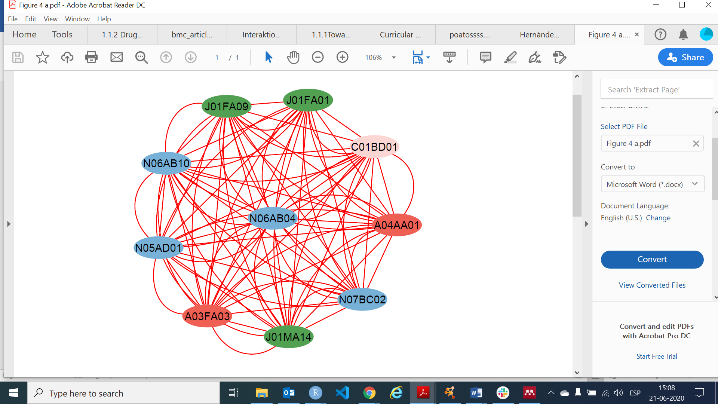 Figure 4 a.pdf - Adobe Acrobat Reader DC
File Edit View Window Help
Home Tools 1.1.2 Drug... bmc_articl... Interaktio... 1.1.1Towa... Curricular ... poatossss... Hernánde... Figure 4 a.... ×
1 / 1 106% Share
Search 'Extract Page'
Select PDF File
Figure 4 a.pdf
Convert to
Microsoft Word (*.docx)
Document Language:
English (U.S.) Change
Convert
View Converted Files
Convert and edit PDFs
with Acrobat Pro DC
Start Free Trial
J01FA09
J01FA01
C01BD01
N06AB10
N06AB04
A04AA01
N05AD01
N07BC02
A03FA03
J01MA14
Type here to search
ESP
15:08
21-06-2020